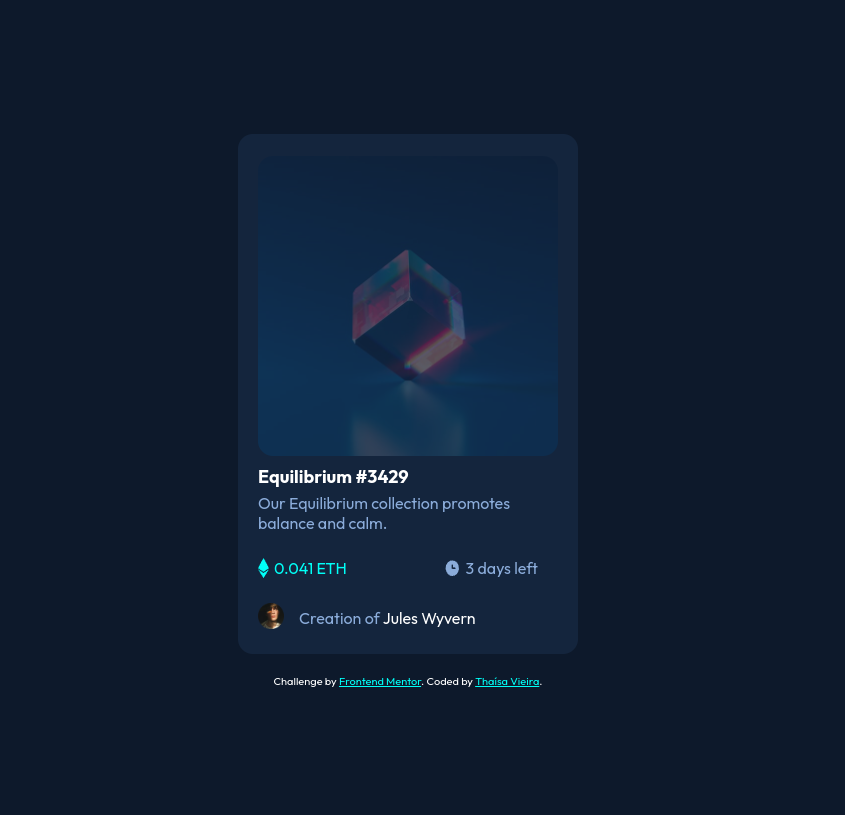 Equilibrium #3429
Our Equilibrium collection promotes
balance and calm.
0.041 ETH
3 days left
Creation of Jules Wyvern
Challenge by Frontend Mentor. Coded by Thaísa Vieira.